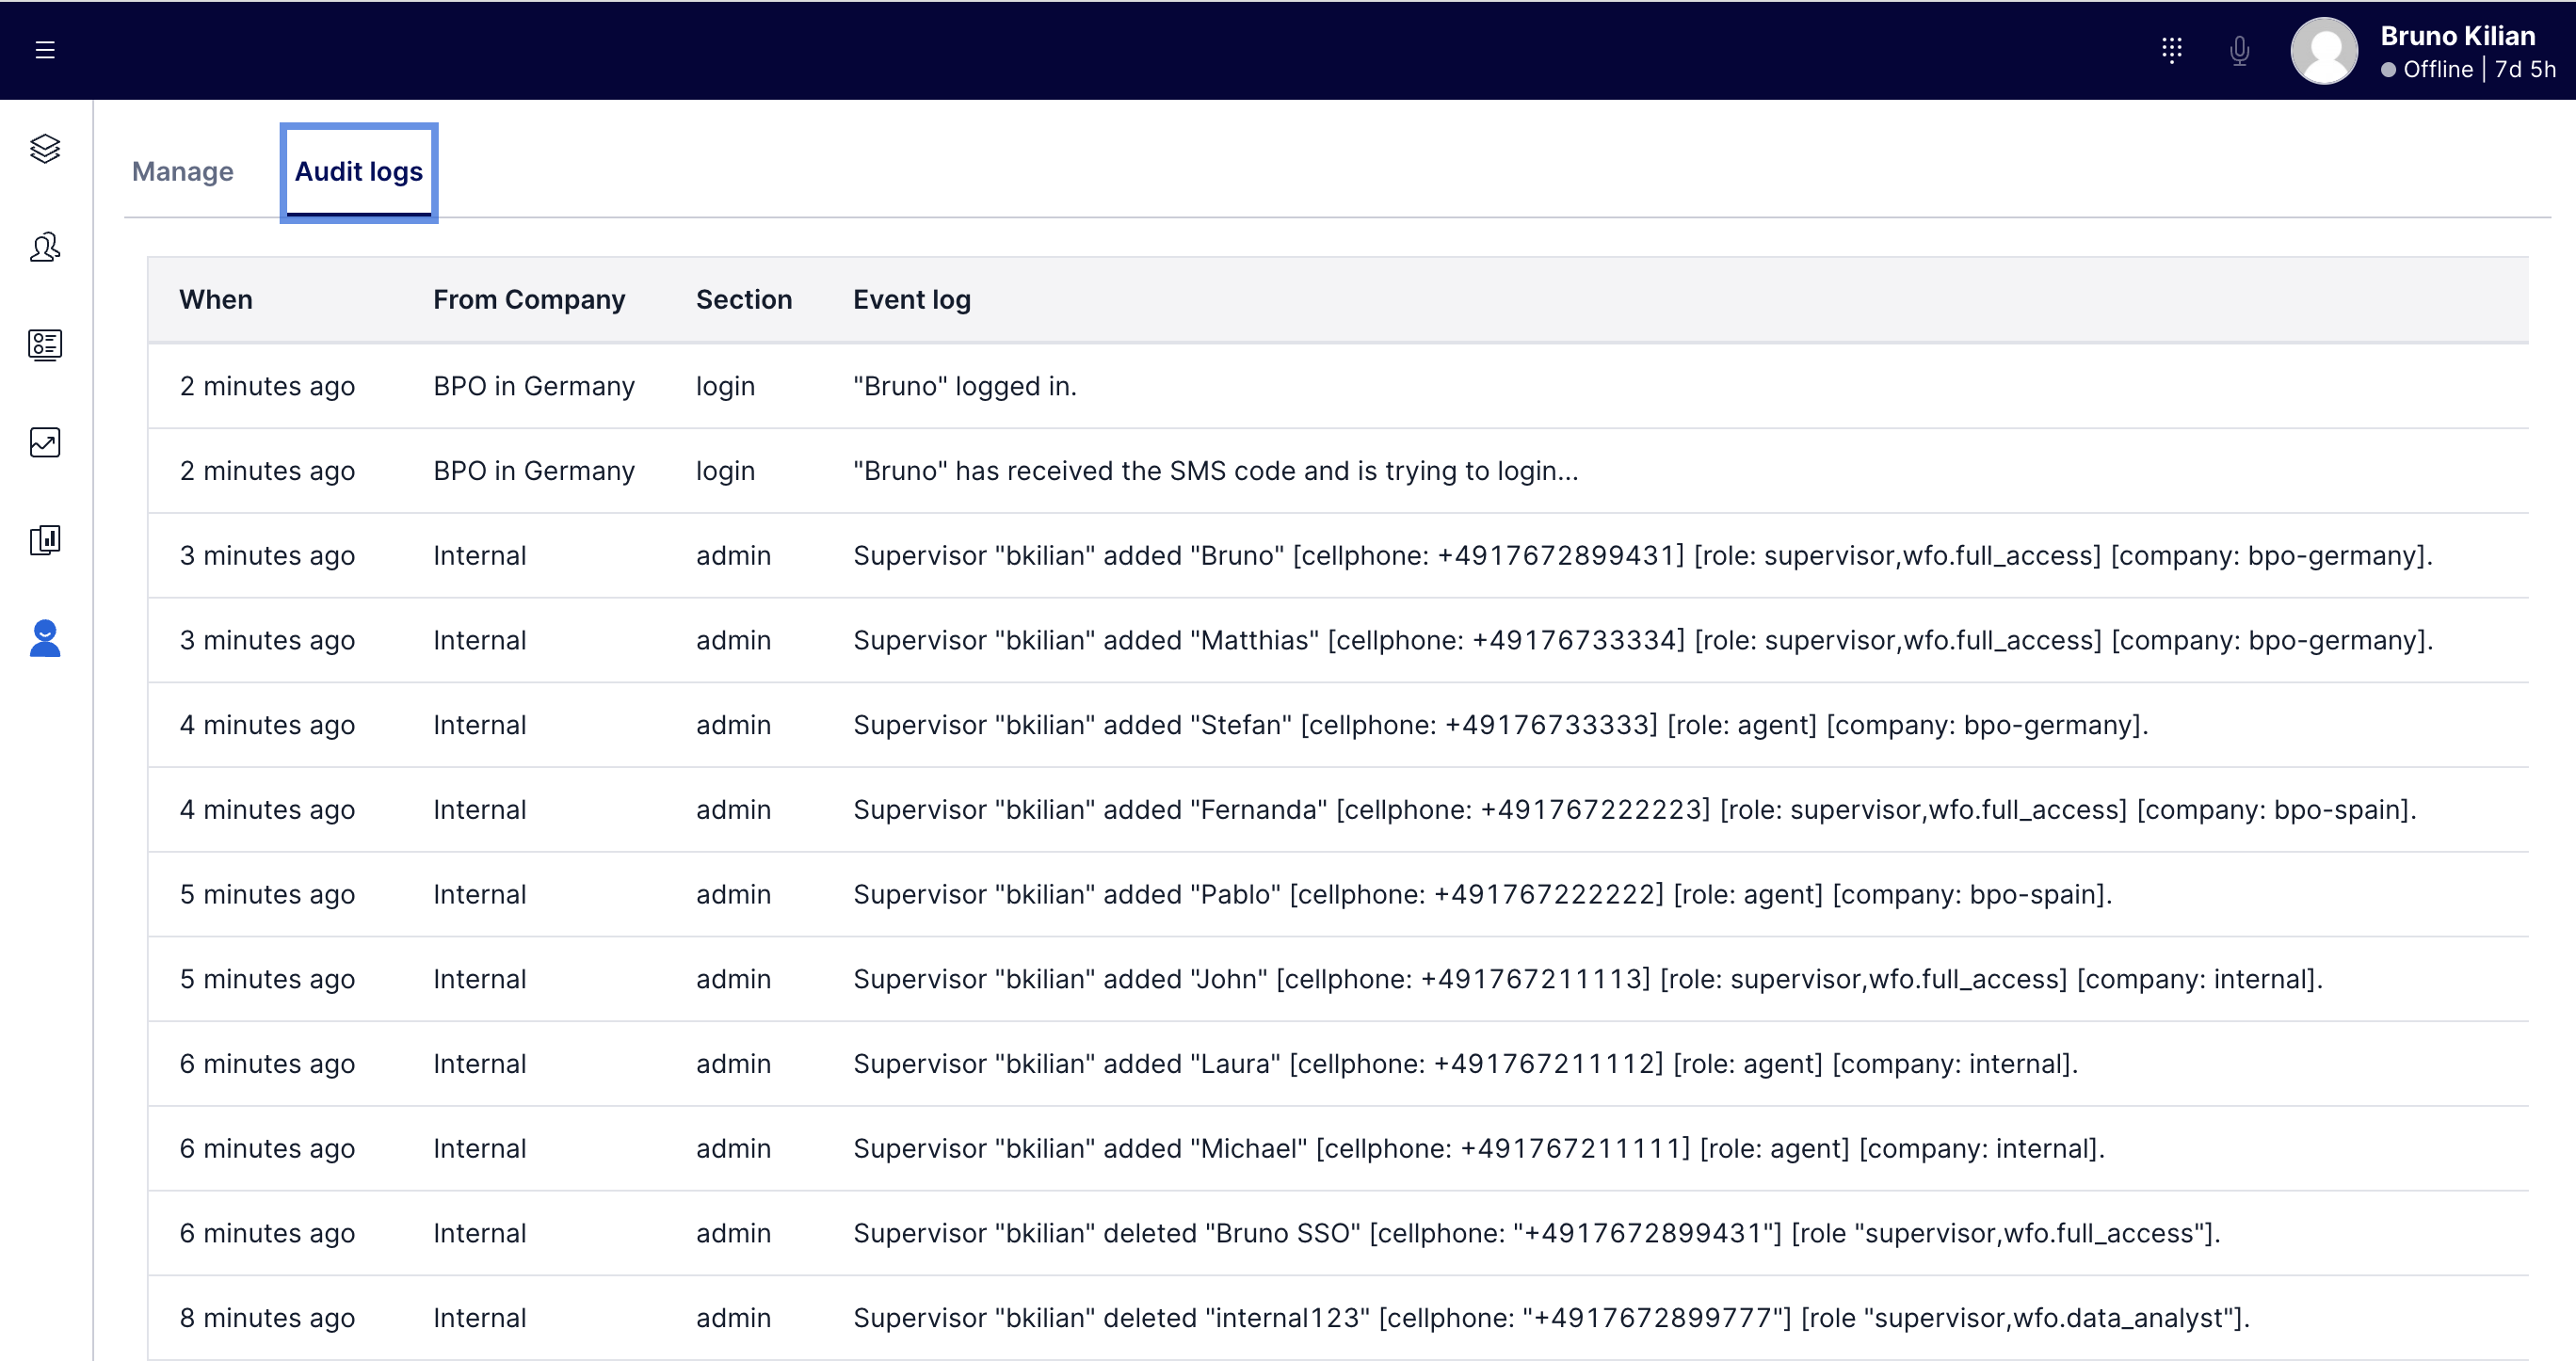 Bruno Kilian
Offline | 7d 5h
Manage Audit logs
When From Company Section Event log
2 minutes ago BPO in Germany login "Bruno" logged in.
2 minutes ago BPO in Germany login "Bruno" has received the SMS code and is trying to login...
3 minutes ago Internal admin Supervisor "bkilian" added "Bruno" [cellphone: +4917672899431] [role: supervisor,wfo.full_access] [company: bpo-germany].
3 minutes ago Internal admin Supervisor "bkilian" added "Matthias" [cellphone: +49176733334] [role: supervisor,wfo.full_access] [company: bpo-germany].
4 minutes ago Internal admin Supervisor "bkilian" added "Stefan" [cellphone: +49176733333] [role: agent] [company: bpo-germany].
4 minutes ago Internal admin Supervisor "bkilian" added "Fernanda" [cellphone: +491767222223] [role: supervisor,wfo.full_access] [company: bpo-spain].
5 minutes ago Internal admin Supervisor "bkilian" added "Pablo" [cellphone: +491767222222] [role: agent] [company: bpo-spain].
5 minutes ago Internal admin Supervisor "bkilian" added "John" [cellphone: +491767211113] [role: supervisor,wfo.full_access] [company: internal].
6 minutes ago Internal admin Supervisor "bkilian" added "Laura" [cellphone: +491767211112] [role: agent] [company: internal].
6 minutes ago Internal admin Supervisor "bkilian" added "Michael" [cellphone: +491767211111] [role: agent] [company: internal].
6 minutes ago Internal admin Supervisor "bkilian" deleted "Bruno SSO" [cellphone: "+4917672899431"] [role "supervisor,wfo.full_access"].
8 minutes ago Internal admin Supervisor "bkilian" deleted "internal123" [cellphone: "+4917672899777"] [role "supervisor,wfo.data_analyst"].